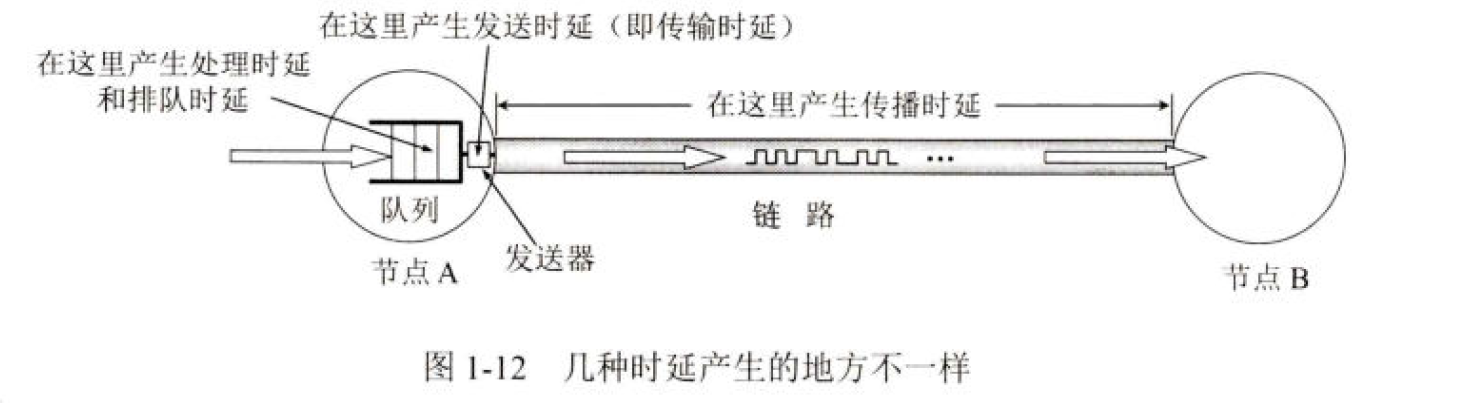 在这里产生发送时延（即传输时延）
在这里产生处理时延
和排队时延
在这里产生传播时延
队列
链 路
节点 A
发送器
节点 B
图 1-12 几种时延产生的地方不一样